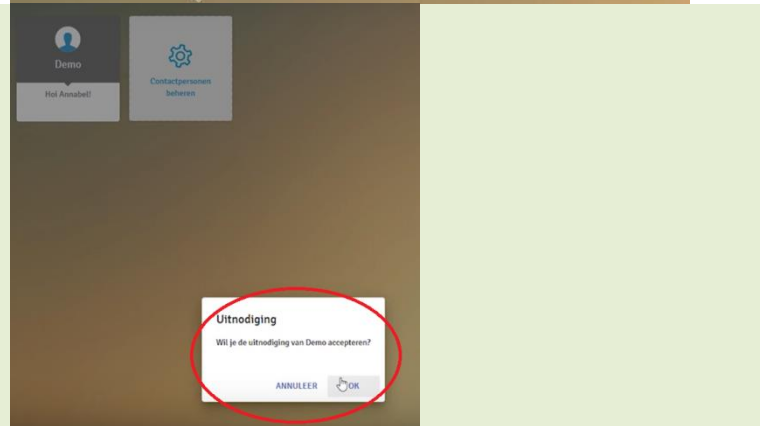 Demo
Hoi Annabel!
Contactpersonen
beheren
Uitnodiging
Wil je de uitnodiging van Demo accepteren?
ANNULEER OK